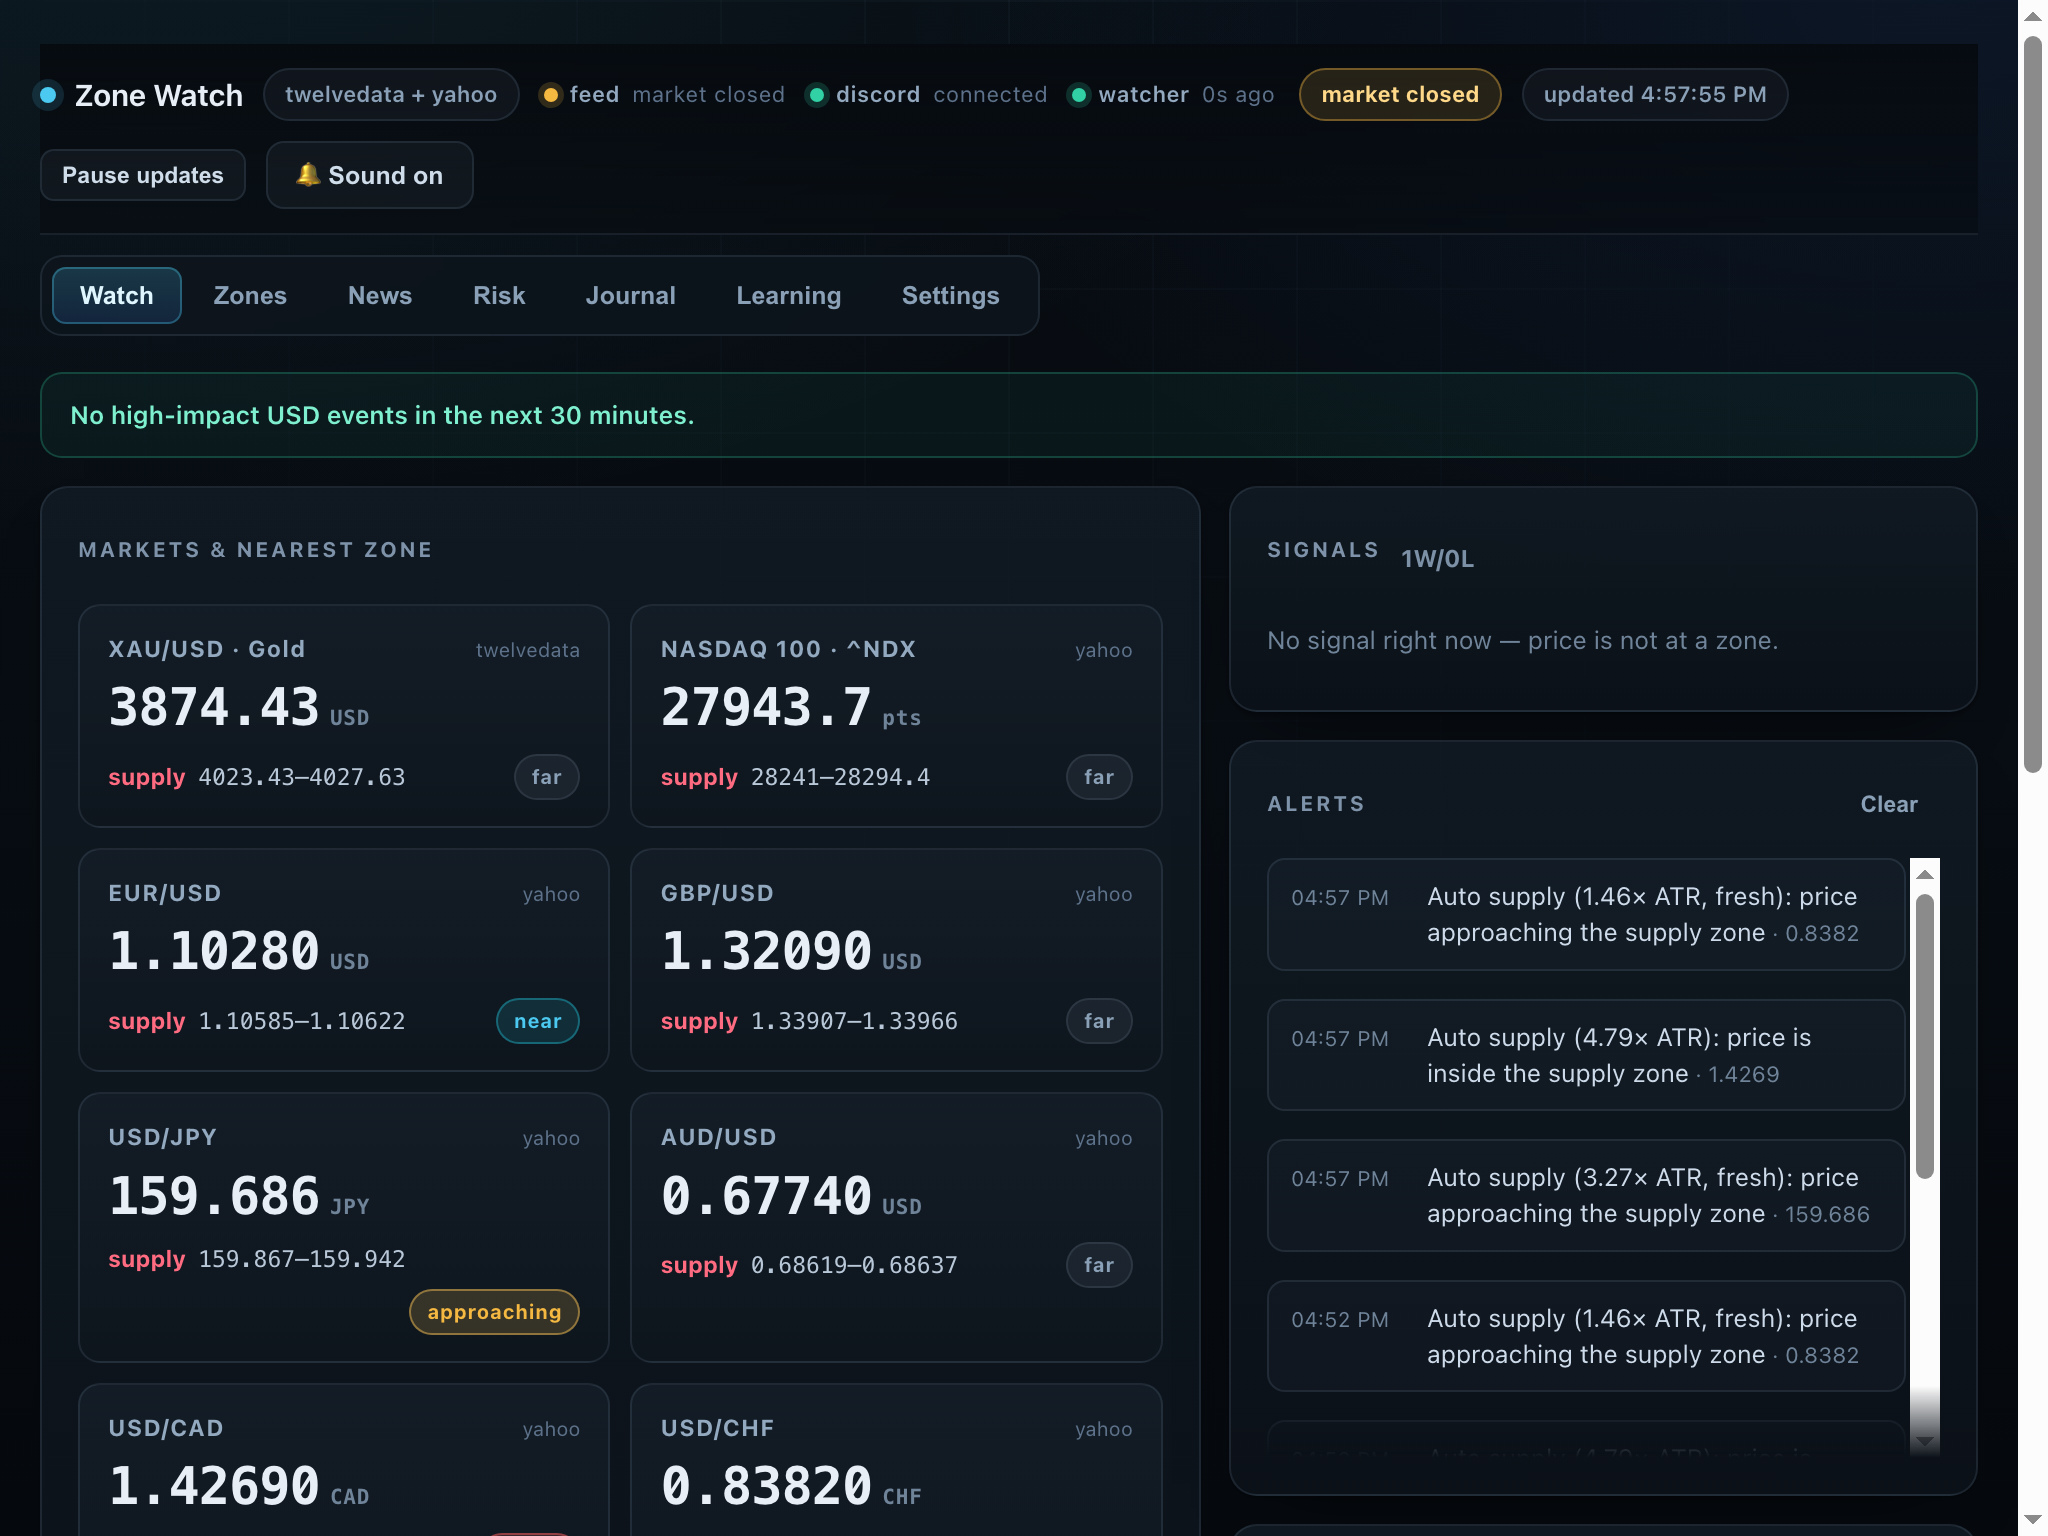 Zone Watch
twelvedata + yahoo
feed market closed
discord connected
watcher 0s ago
market closed
updated 4:57:55 PM
Pause updates
🔔 Sound on
Watch
Zones
News
Risk
Journal
Learning
Settings
No high-impact USD events in the next 30 minutes.
MARKETS & NEAREST ZONE
XAU/USD · Gold
twelvedata
3874.43 USD
supply 4023.43–4027.63
far
NASDAQ 100 · ^NDX
yahoo
27943.7 pts
supply 28241–28294.4
far
EUR/USD
yahoo
1.10280 USD
supply 1.10585–1.10622
near
GBP/USD
yahoo
1.32090 USD
supply 1.33907–1.33966
far
USD/JPY
yahoo
159.686 JPY
supply 159.867–159.942
approaching
AUD/USD
yahoo
0.67740 USD
supply 0.68619–0.68637
far
USD/CAD
yahoo
1.42690 CAD
USD/CHF
yahoo
0.83820 CHF
SIGNALS
1W/0L
No signal right now — price is not at a zone.
ALERTS
Clear
04:57 PM
Auto supply (1.46× ATR, fresh): price
approaching the supply zone · 0.8382
04:57 PM
Auto supply (4.79× ATR): price is
inside the supply zone · 1.4269
04:57 PM
Auto supply (3.27× ATR, fresh): price
approaching the supply zone · 159.686
04:52 PM
Auto supply (1.46× ATR, fresh): price
approaching the supply zone · 0.8382